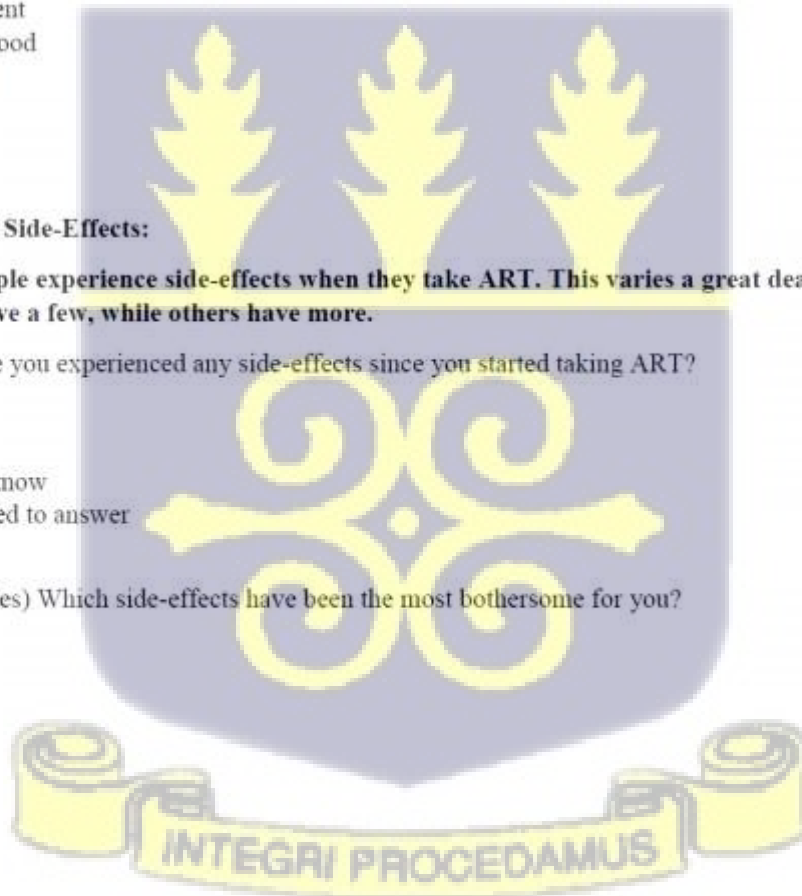 ent
ood
Side-Effects:
ple experience side-effects when they take ART. This varies a great dea
ve a few, while others have more.
e you experienced any side-effects since you started taking ART?
now
ed to answer
es) Which side-effects have been the most bothersome for you?
INTEGRI PROCEDAMUS